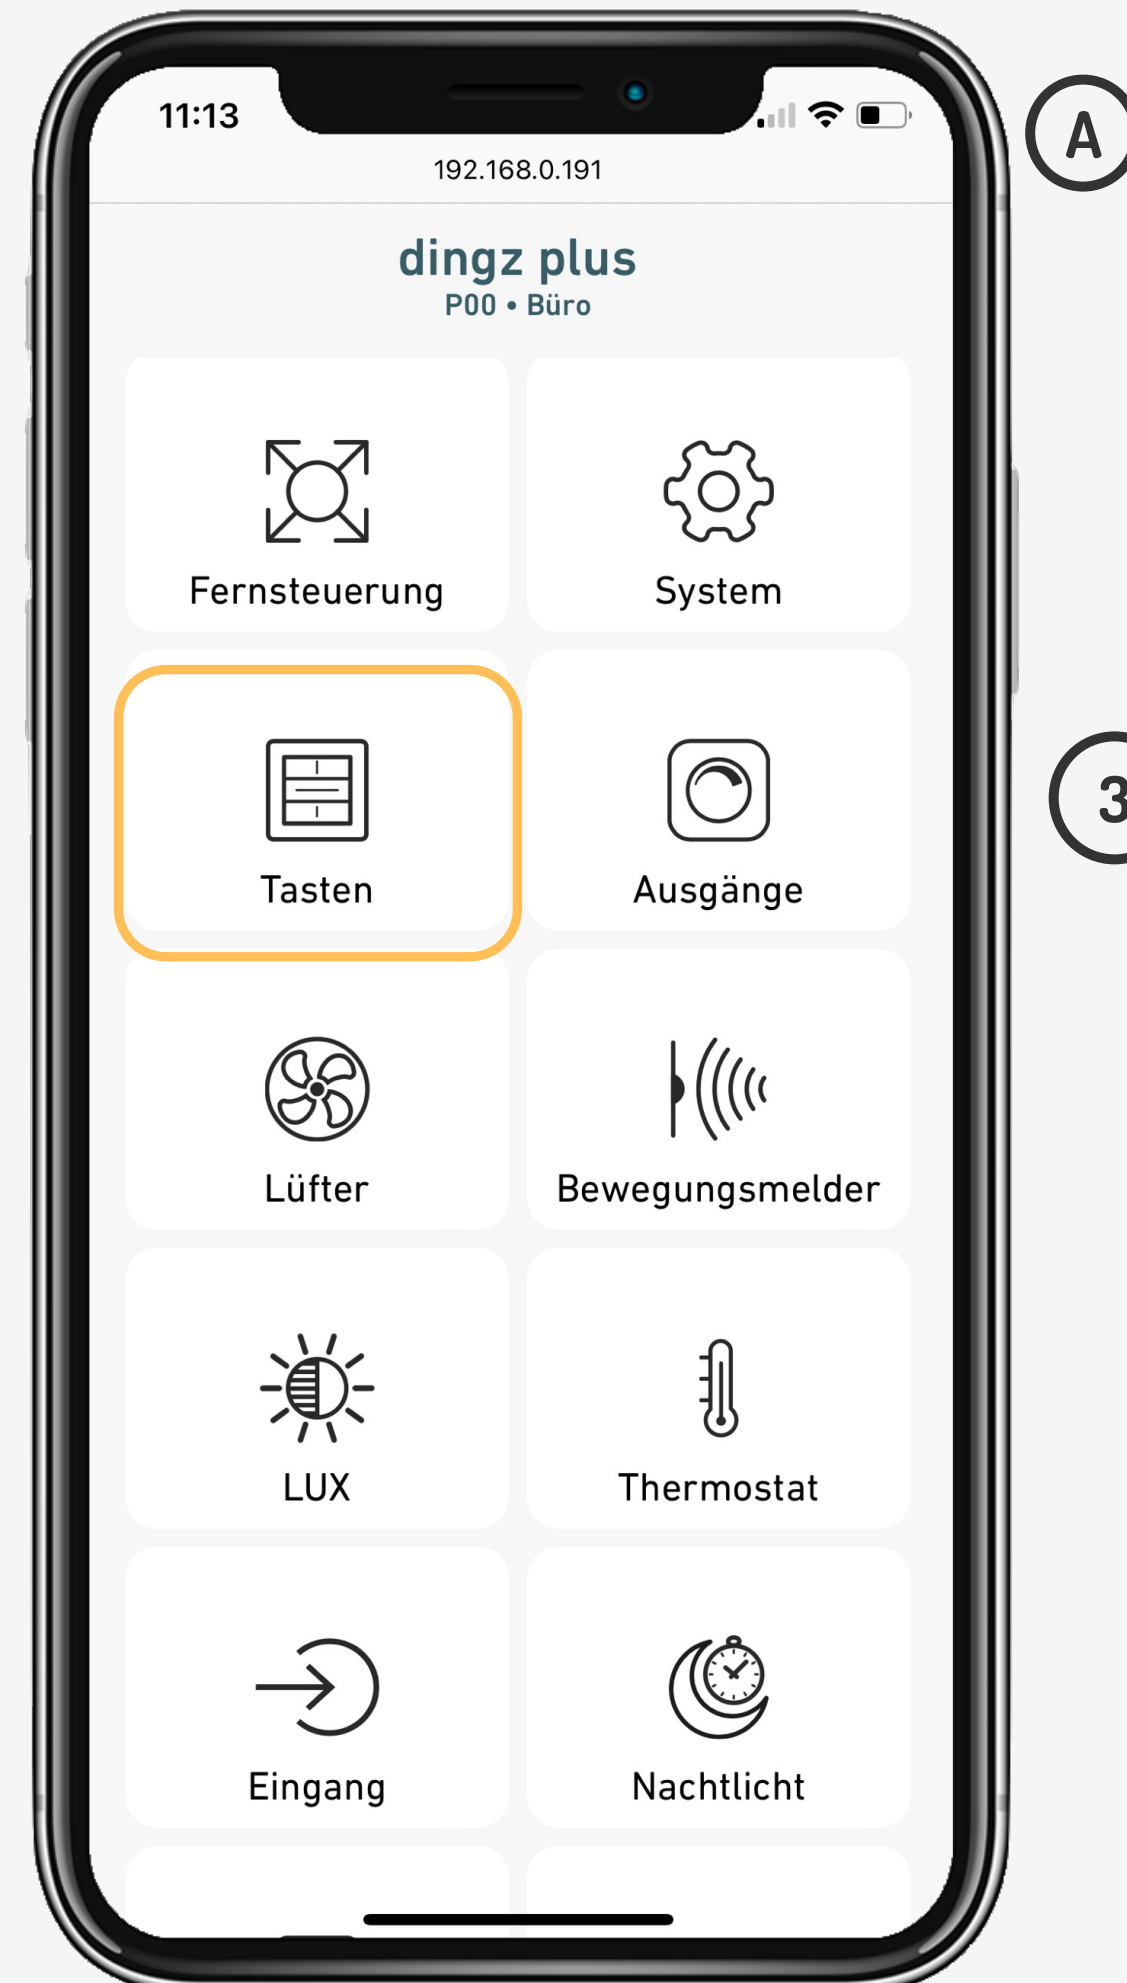 11:13
192.168.0.191
A
dingz plus
P00 • Büro
Fernsteuerung
System
Tasten
Ausgänge
3
Lüfter
Bewegungsmelder
LUX
Thermostat
Eingang
Nachtlicht